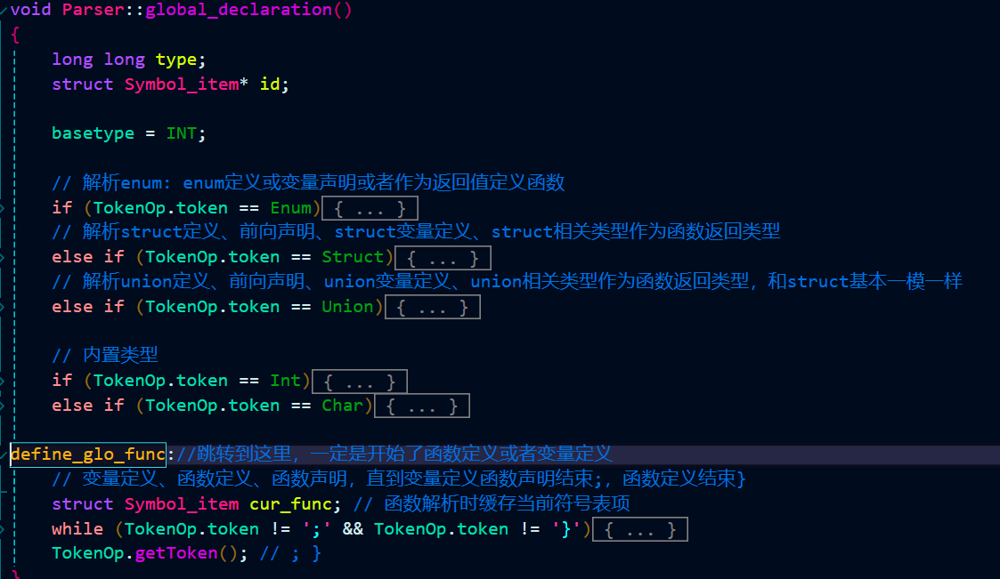 void Parser::global_declaration()
{
    long long type;
    struct Symbol_item* id;

    basetype = INT;

    // 解析enum: enum定义或变量声明或者作为返回值定义函数
    if (TokenOp.token == Enum){ ... }
    // 解析struct定义、前向声明、struct变量定义、struct相关类型作为函数返回类型
    else if (TokenOp.token == Struct){ ... }
    // 解析union定义、前向声明、union变量定义、union相关类型作为函数返回类型，和struct基本一模一样
    else if (TokenOp.token == Union){ ... }

    // 内置类型
    if (TokenOp.token == Int){ ... }
    else if (TokenOp.token == Char){ ... }

define_glo_func://跳转到这里，一定是开始了函数定义或者变量定义
    // 变量定义、函数定义、函数声明，直到变量定义函数声明结束;，函数定义结束}
    struct Symbol_item cur_func; // 函数解析时缓存当前符号表项
    while (TokenOp.token != ';' && TokenOp.token != '}'){ ... }
    TokenOp.getToken(); // ; }
}